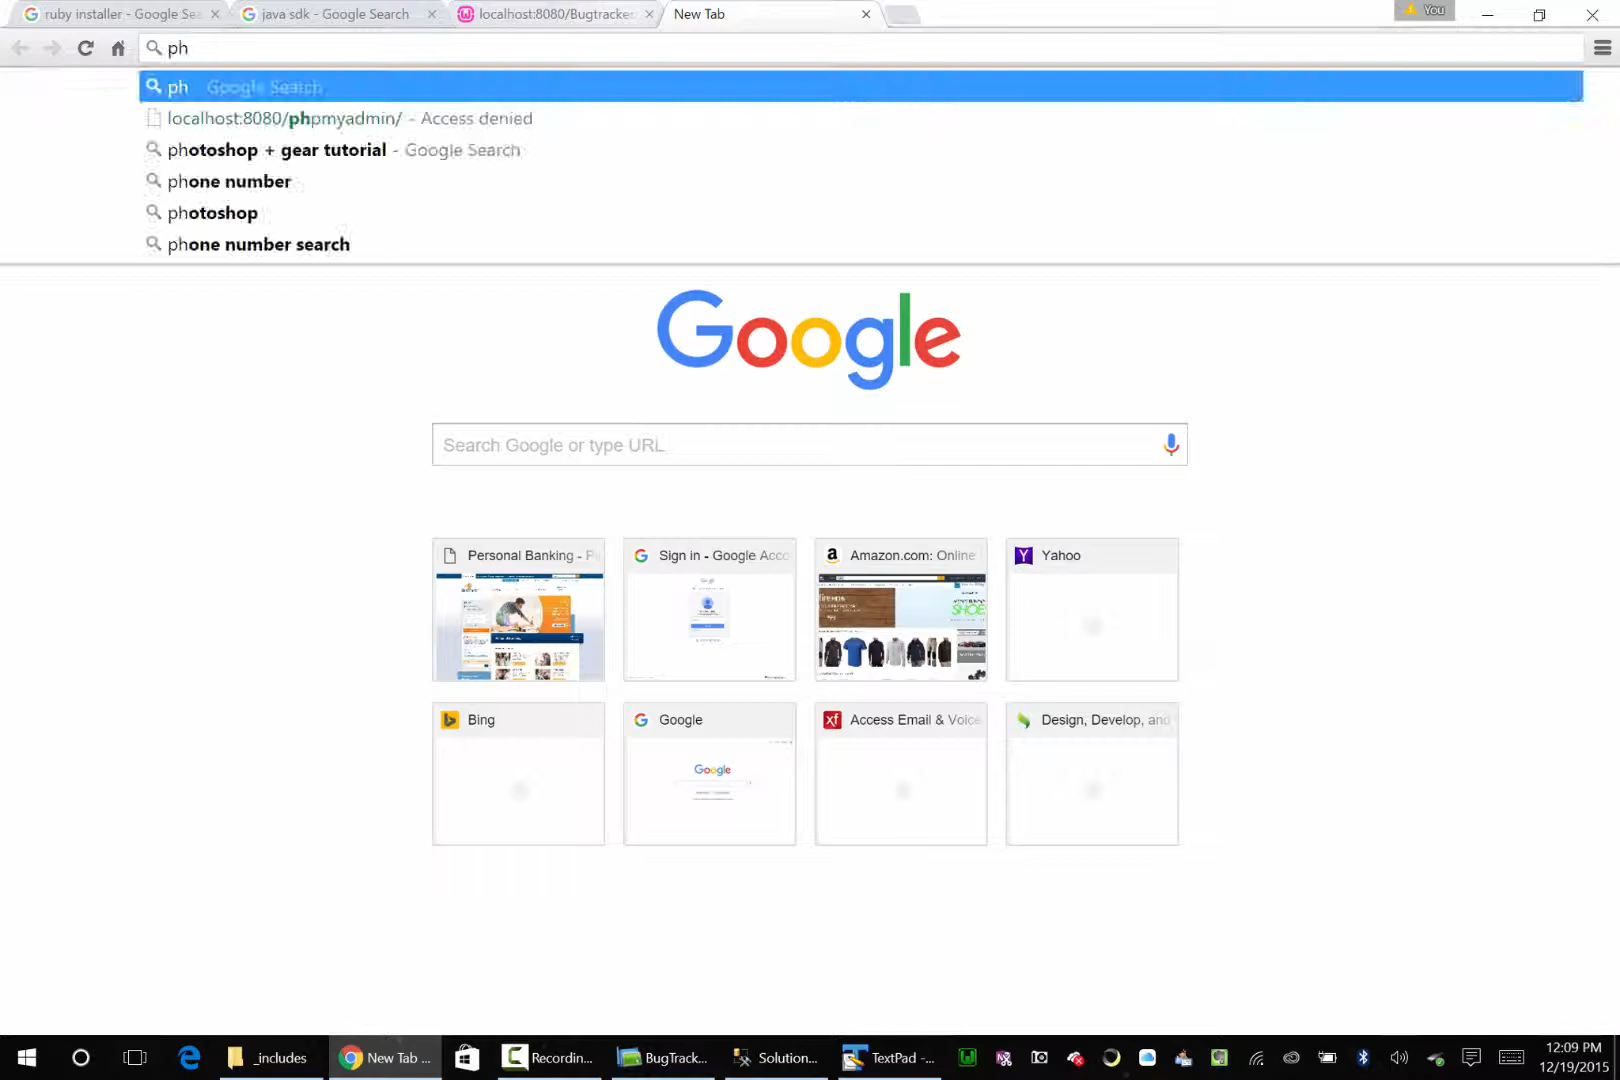 ruby installer - Google Sea
java sdk - Google Search
localhost:8080/Bugtracker
New Tab
You
ph
ph Google Search
localhost:8080/phpmyadmin/ - Access denied
photoshop + gear tutorial - Google Search
phone number
photoshop
phone number search
Google
Search Google or type URL
Personal Banking - P
Sign in - Google Acco
Amazon.com: Online
Yahoo
Bing
Google
Access Email & Voice
Design, Develop, and
Google
_includes
New Tab ...
Recordin...
BugTrack...
Solution...
TextPad -...
12:09 PM
12/19/2015